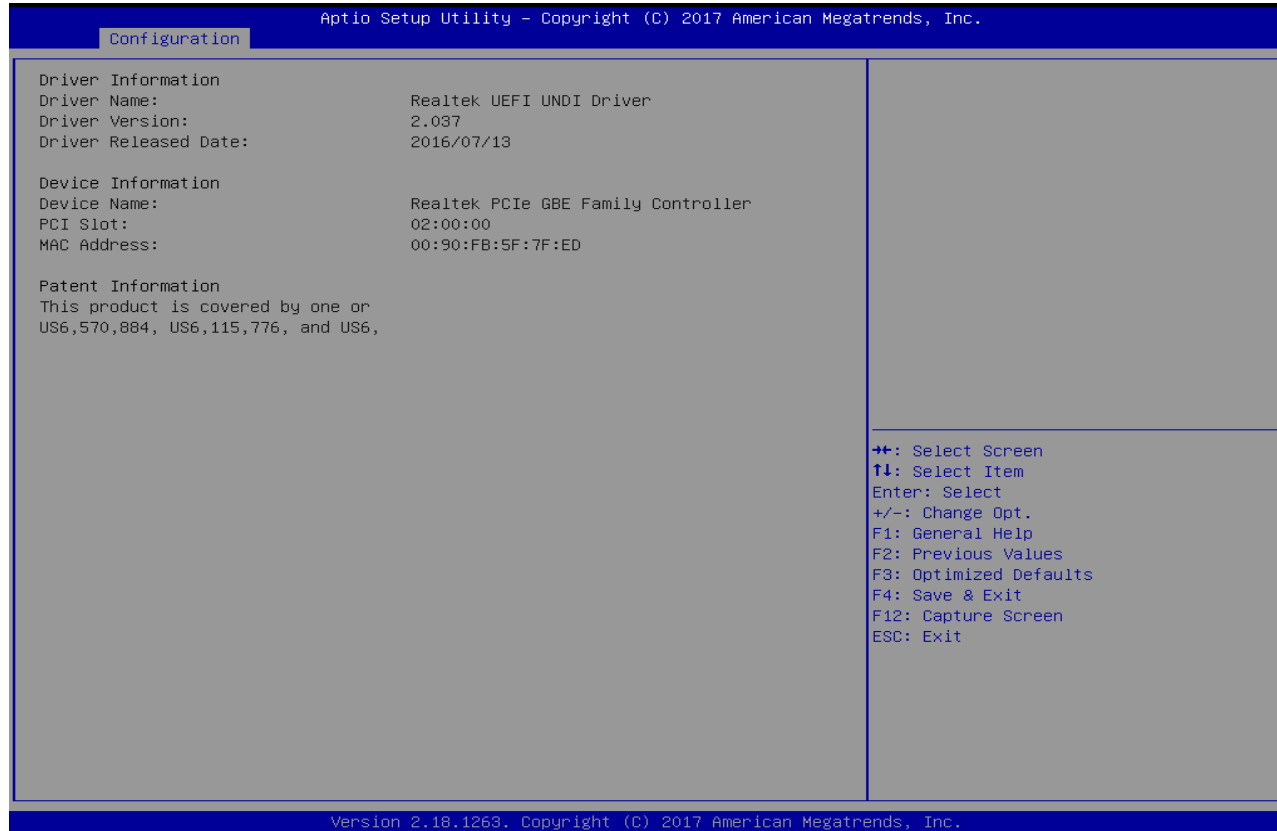 Aptio Setup Utility – Copyright (C) 2017 American Megatrends, Inc.
Configuration
Driver Information
Driver Name: Realtek UEFI UNDI Driver
Driver Version: 2.037
Driver Released Date: 2016/07/13
Device Information
Device Name: Realtek PCIe GBE Family Controller
PCI Slot: 02:00:00
MAC Address: 00:90:FB:5F:7F:ED
Patent Information
This product is covered by one or
US6,570,884, US6,115,776, and US6,
→←: Select Screen
↑↓: Select Item
Enter: Select
+/-: Change Opt.
F1: General Help
F2: Previous Values
F3: Optimized Defaults
F4: Save & Exit
F12: Capture Screen
ESC: Exit
Version 2.18.1263. Copyright (C) 2017 American Megatrends, Inc.